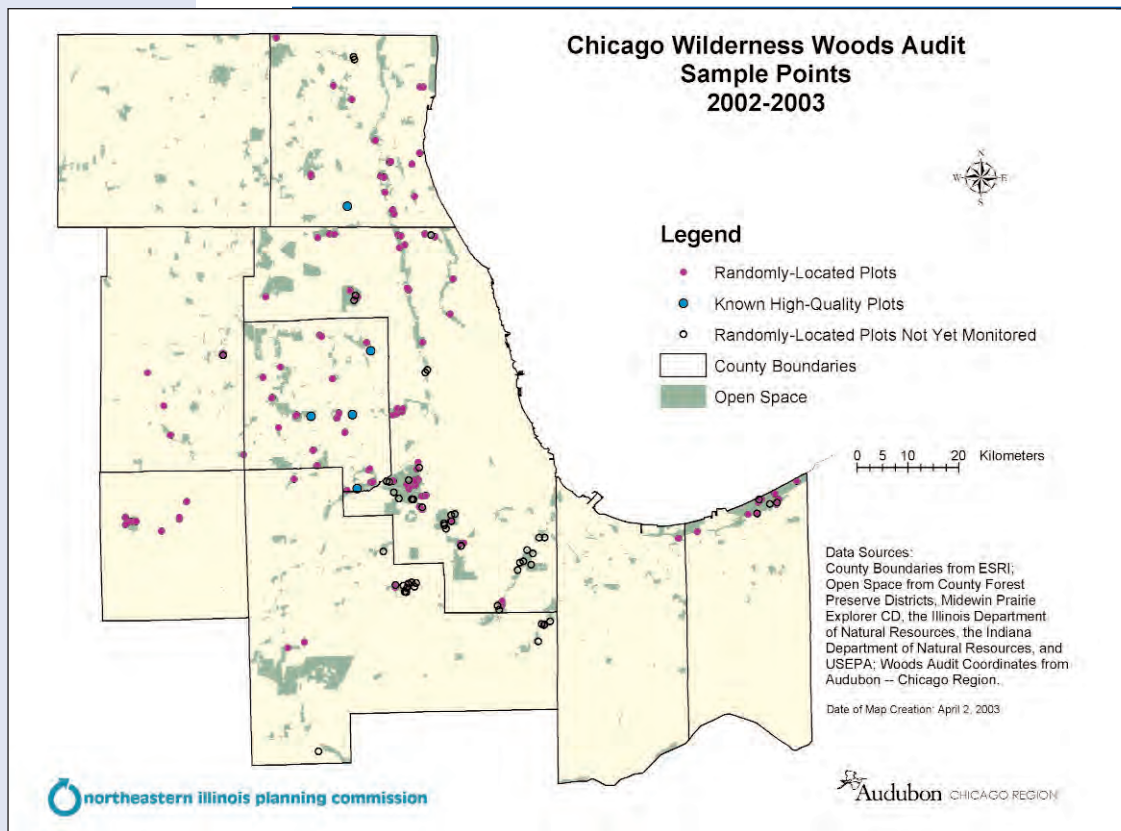 Chicago Wilderness Woods Audit
Sample Points
2002-2003
N
W E
S
Legend
Randomly-Located Plots
Known High-Quality Plots
Randomly-Located Plots Not Yet Monitored
County Boundaries
Open Space
0 5 10 20 Kilometers
Data Sources:
County Boundaries from ESRI;
Open Space from County Forest
Preserve Districts, Midewin Prairie
Explorer CD, the Illinois Department
of Natural Resources, the Indiana
Department of Natural Resources, and
USEPA; Woods Audit Coordinates from
Audubon -- Chicago Region.
Date of Map Creation: April 2, 2003
northeastern illinois planning commission
Audubon CHICAGO REGION